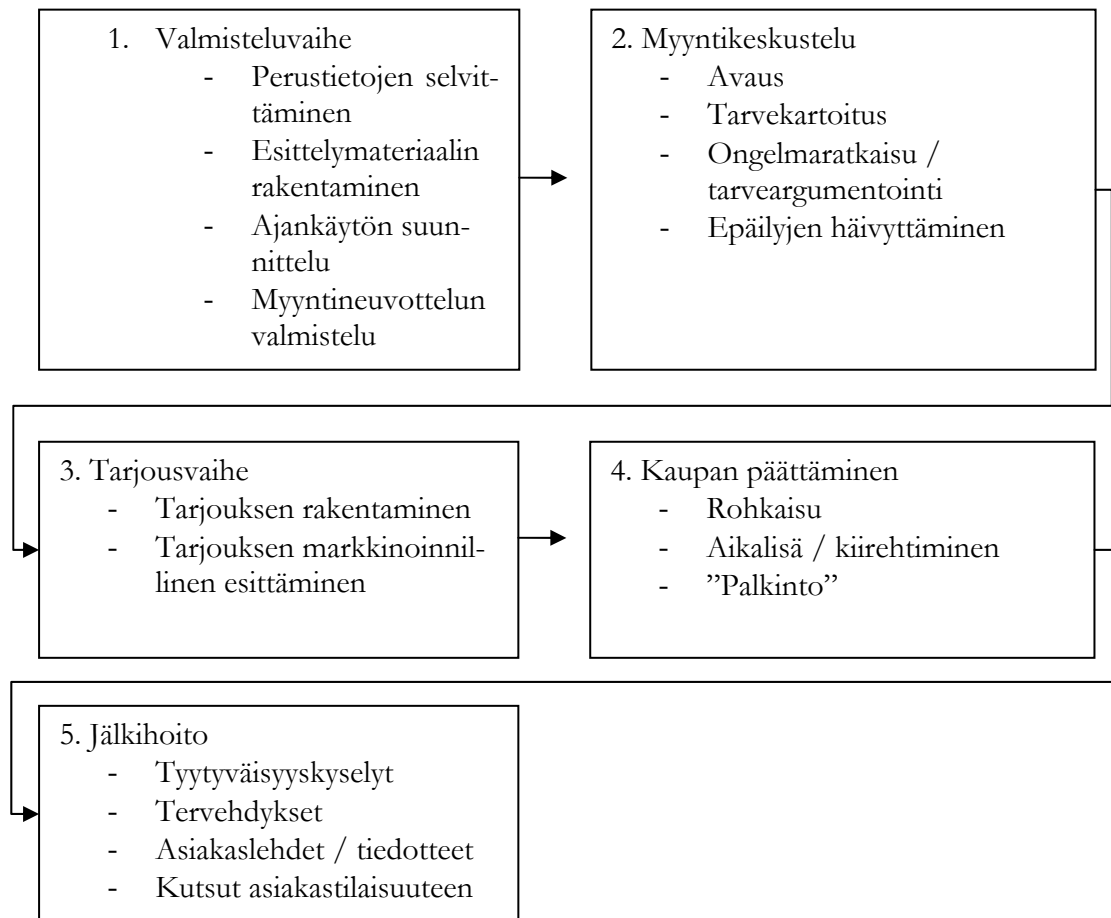 1. Valmisteluvaihe
- Perustietojen selvit-
täminen
- Esittelymateriaalin
rakentaminen
- Ajankäytön suun-
nittelu
- Myyntineuvottelun
valmistelu
2. Myyntikeskustelu
- Avaus
- Tarvekartoitus
- Ongelmaratkaisu /
tarveargumentointi
- Epäilyjen häivyttäminen
3. Tarjousvaihe
- Tarjouksen rakentaminen
- Tarjouksen markkinoinnil-
linen esittäminen
4. Kaupan päättäminen
- Rohkaisu
- Aikalisä / kiirehtiminen
- ”Palkinto”
5. Jälkihoito
- Tyytyväisyyskyselyt
- Tervehdykset
- Asiakaslehdet / tiedotteet
- Kutsut asiakastilaisuuteen